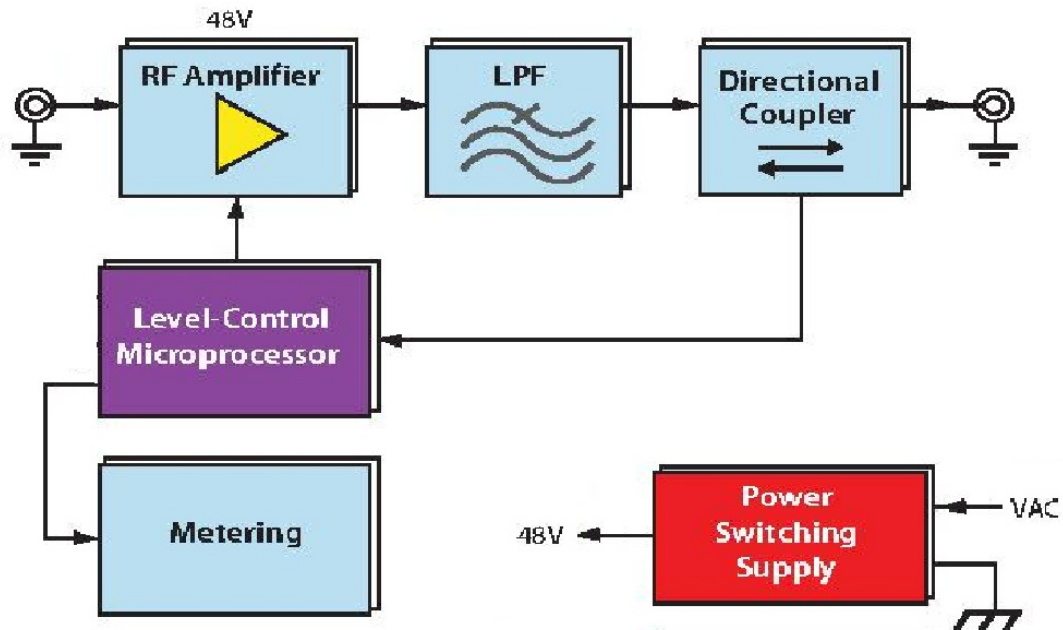 48V
RF Amplifier
LPF
Directional
Coupler
Level-Control
Microprocessor
Metering
48V
Power
Switching
Supply
VAC